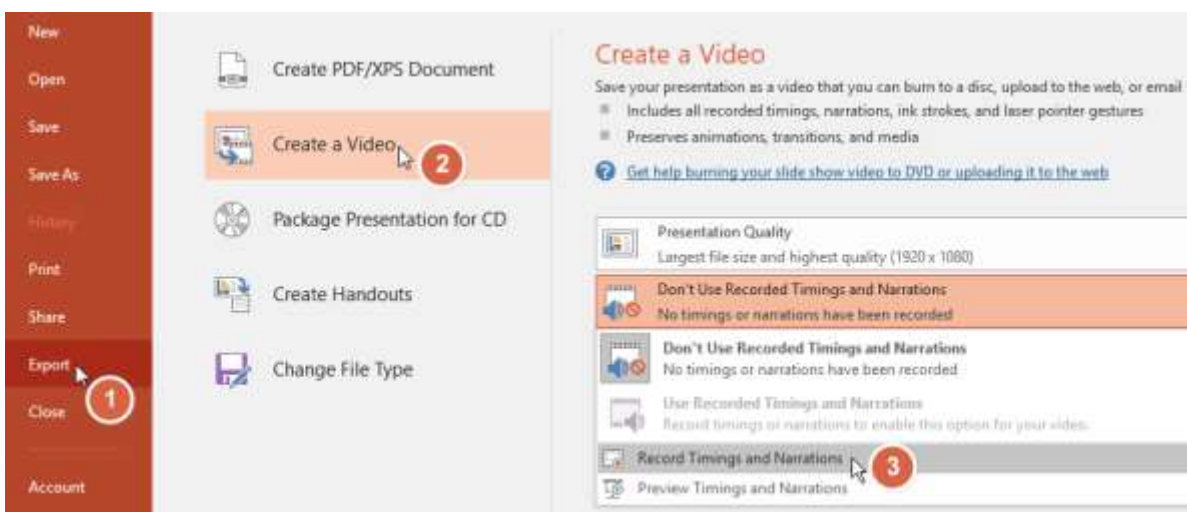 New
Open
Save
Save As
History
Print
Share
Export
1
Close
Account
Create PDF/XPS Document
Create a Video
2
Package Presentation for CD
Create Handouts
Change File Type
Create a Video
Save your presentation as a video that you can burn to a disc, upload to the web, or email
Includes all recorded timings, narrations, ink strokes, and laser pointer gestures
Preserves animations, transitions, and media
Get help burning your slide show video to DVD or uploading it to the web
Presentation Quality
Largest file size and highest quality (1920 x 1080)
Don't Use Recorded Timings and Narrations
No timings or narrations have been recorded
Don't Use Recorded Timings and Narrations
No timings or narrations have been recorded
Use Recorded Timings and Narrations
Record timings or narrations to enable this option for your video.
Record Timings and Narrations
3
Preview Timings and Narrations